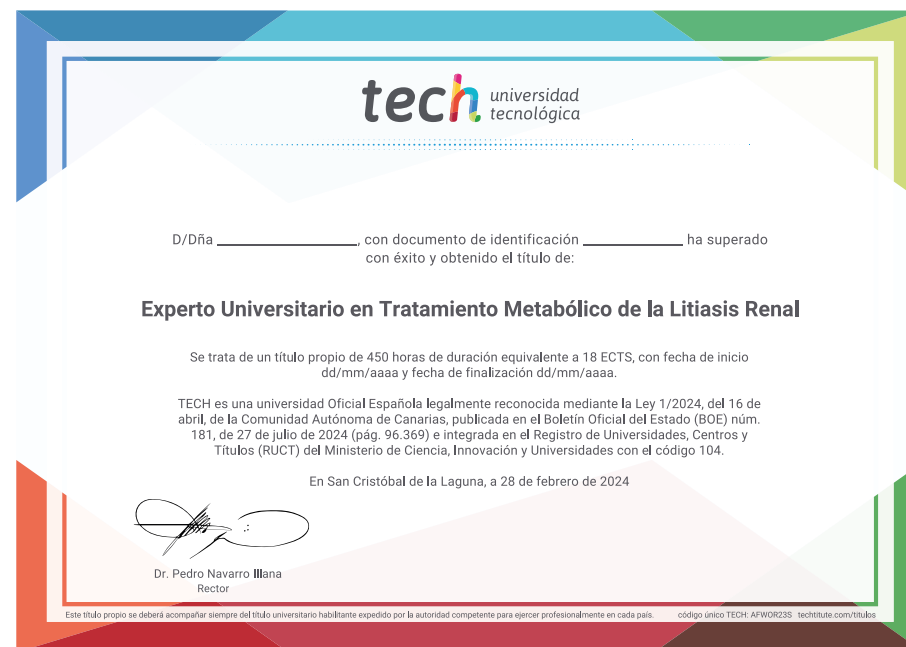 tech universidad
tecnológica
D/Dña ________________, con documento de identificación ____________ ha superado
con éxito y obtenido el título de:
Experto Universitario en Tratamiento Metabólico de la Litiasis Renal
Se trata de un título propio de 450 horas de duración equivalente a 18 ECTS, con fecha de inicio
dd/mm/aaaa y fecha de finalización dd/mm/aaaa.
TECH es una universidad Oficial Española legalmente reconocida mediante la Ley 1/2024, del 16 de
abril, de la Comunidad Autónoma de Canarias, publicada en el Boletín Oficial del Estado (BOE) núm.
181, de 27 de julio de 2024 (pág. 96.369) e integrada en el Registro de Universidades, Centros y
Títulos (RUCT) del Ministerio de Ciencia, Innovación y Universidades con el código 104.
En San Cristóbal de la Laguna, a 28 de febrero de 2024
Dr. Pedro Navarro Illana
Rector
Este título propio se deberá acompañar siempre del título universitario habilitante expedido por la autoridad competente para ejercer profesionalmente en cada país. código único TECH: AFWOR23S techtitute.com/titulos